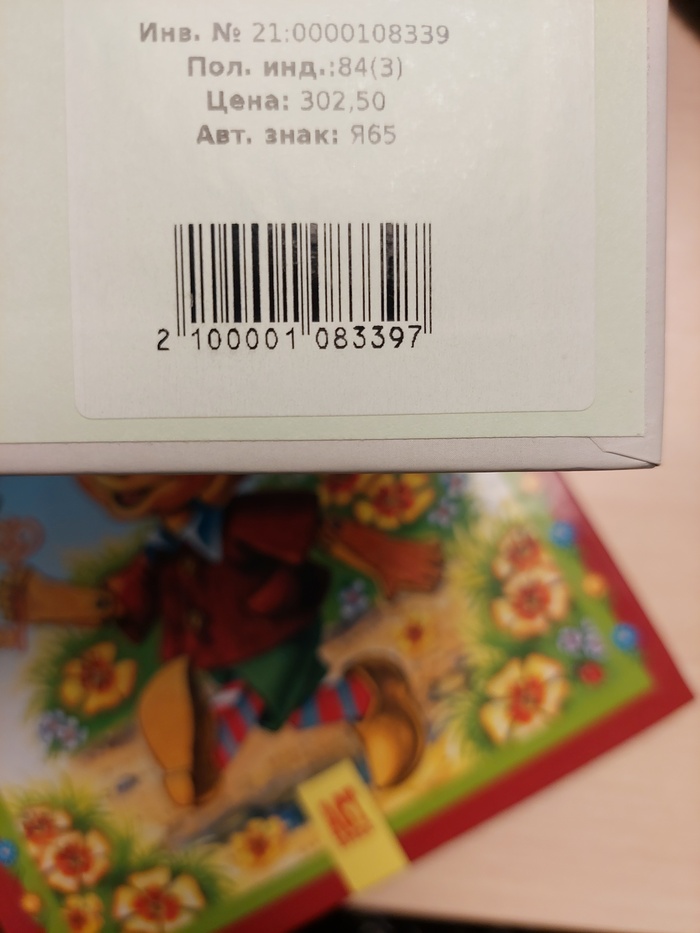 Инв. № 21:0000108339
Пол. инд.:84(3)
Цена: 302,50
Авт. знак: Я65
2 100001 083397
АСТ